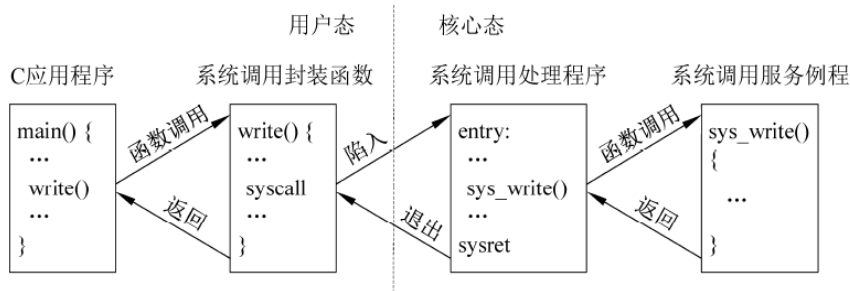 用户态
核心态
C应用程序
系统调用封装函数
系统调用处理程序
系统调用服务例程
main() {
...
write()
...
}
函数调用
返回
write() {
...
syscall
...
}
陷入
退出
entry:
...
sys_write()
...
sysret
函数调用
返回
sys_write()
{
...
}